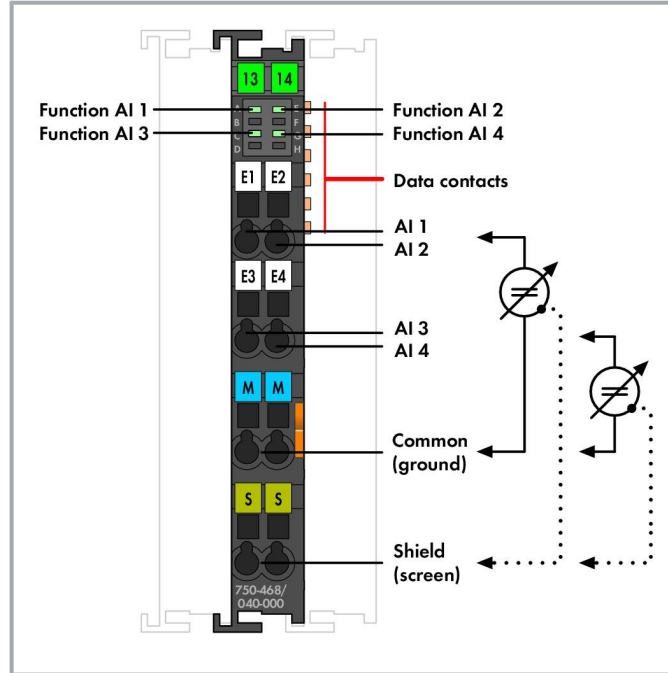 13 14
Function AI 1
Function AI 2
A E
B F
Function AI 3
Function AI 4
C G
D H
E1 E2
Data contacts
AI 1
AI 2
E3 E4
AI 3
AI 4
M M
Common
(ground)
S S
Shield
(screen)
750-468/
040-000